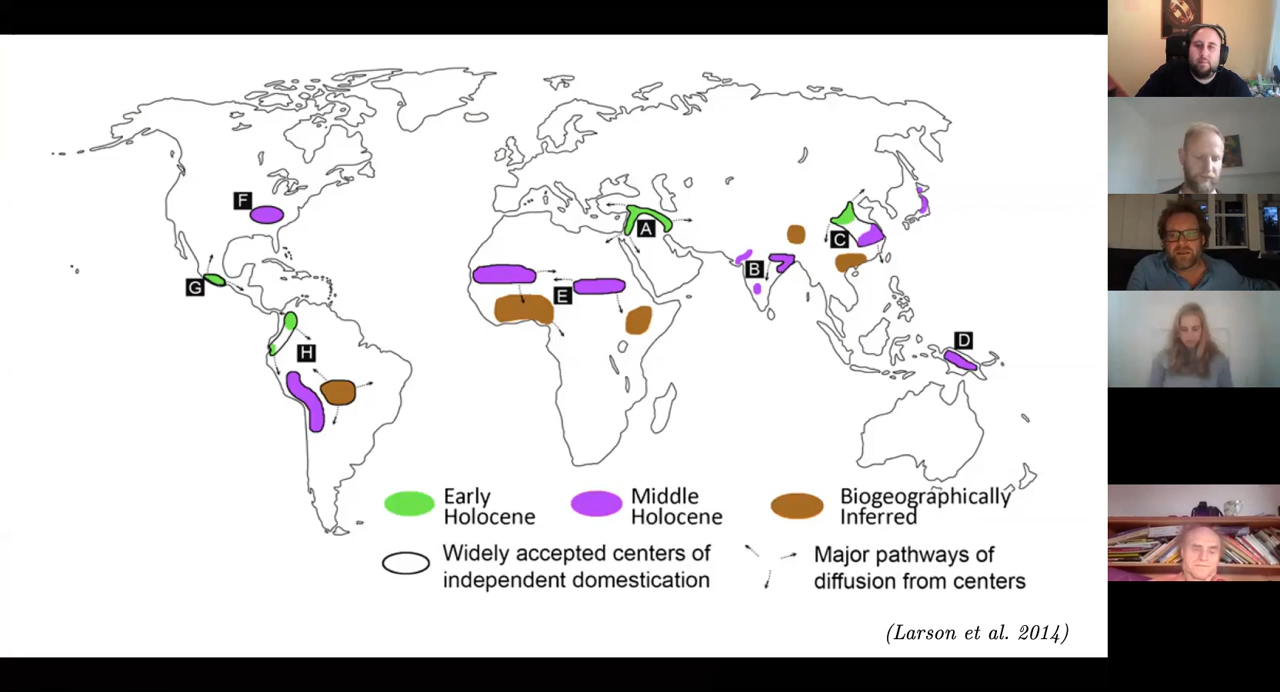 F
A
C
B
G
E
D
H
Early
Holocene
Middle
Holocene
Biogeographically
Inferred
Widely accepted centers of
independent domestication
Major pathways of
diffusion from centers
(Larson et al. 2014)